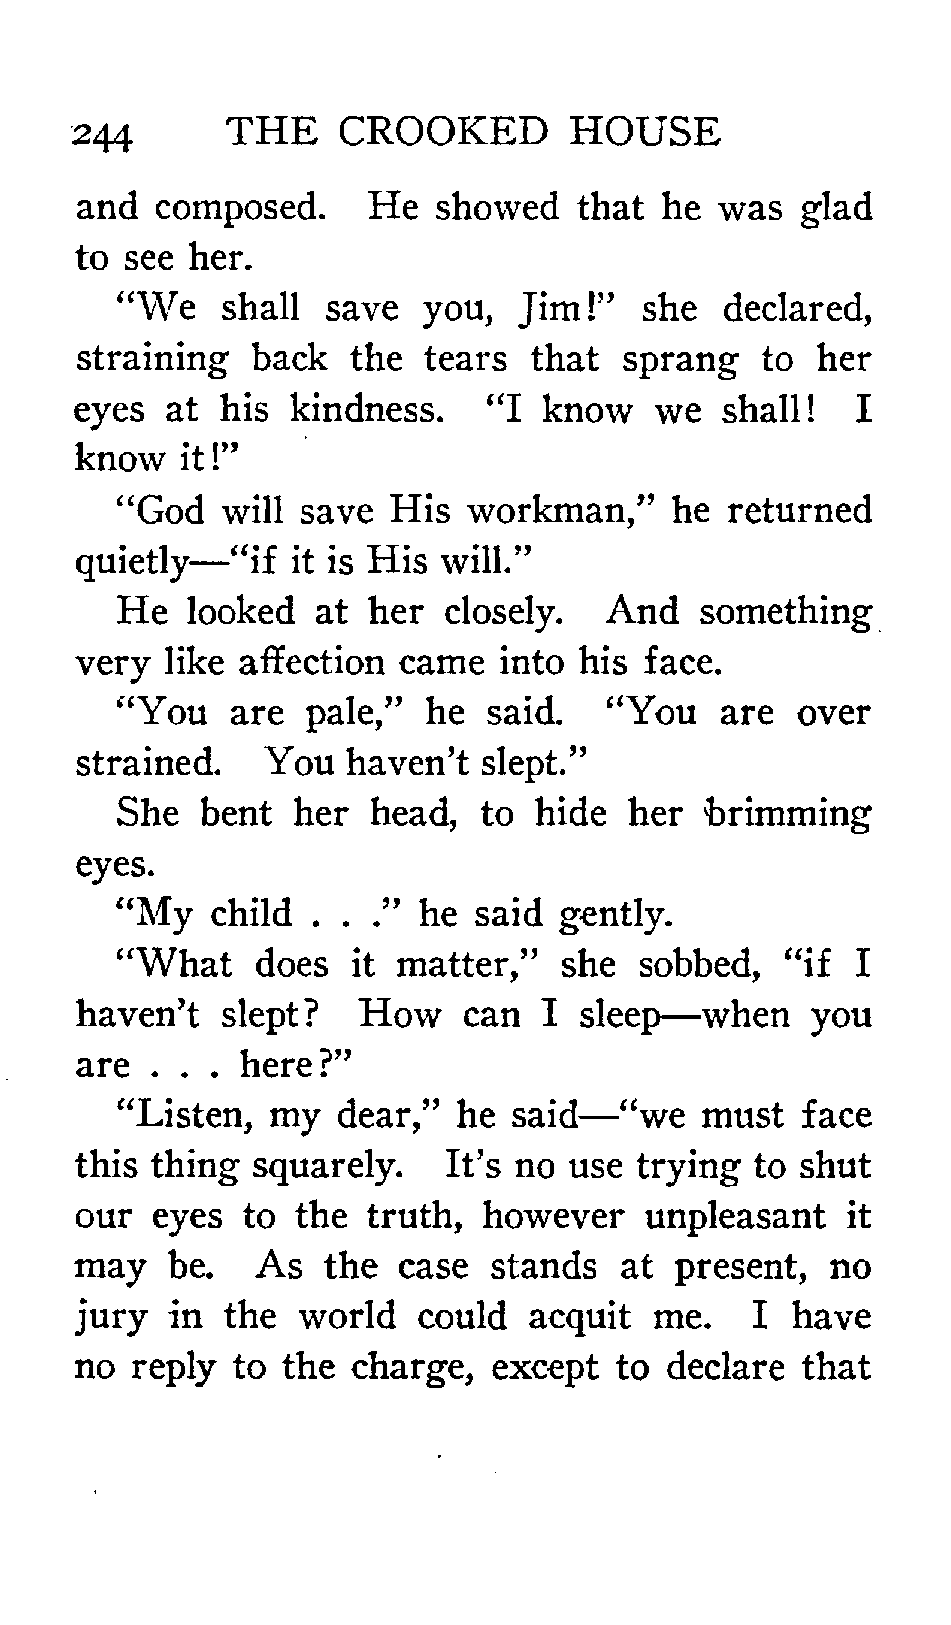 244 THE CROOKED HOUSE
and composed. He showed that he was glad
to see her.
“We shall save you, Jim!” she declared,
straining back the tears that sprang to her
eyes at his kindness. “I know we shall! I
know it!”
“God will save His workman,” he returned
quietly—“if it is His will.”
He looked at her closely. And something
very like affection came into his face.
“You are pale,” he said. “You are over
strained. You haven’t slept.”
She bent her head, to hide her brimming
eyes.
“My child . . .” he said gently.
“What does it matter,” she sobbed, “if I
haven’t slept? How can I sleep—when you
are . . . here?”
“Listen, my dear,” he said—“we must face
this thing squarely. It’s no use trying to shut
our eyes to the truth, however unpleasant it
may be. As the case stands at present, no
jury in the world could acquit me. I have
no reply to the charge, except to declare that